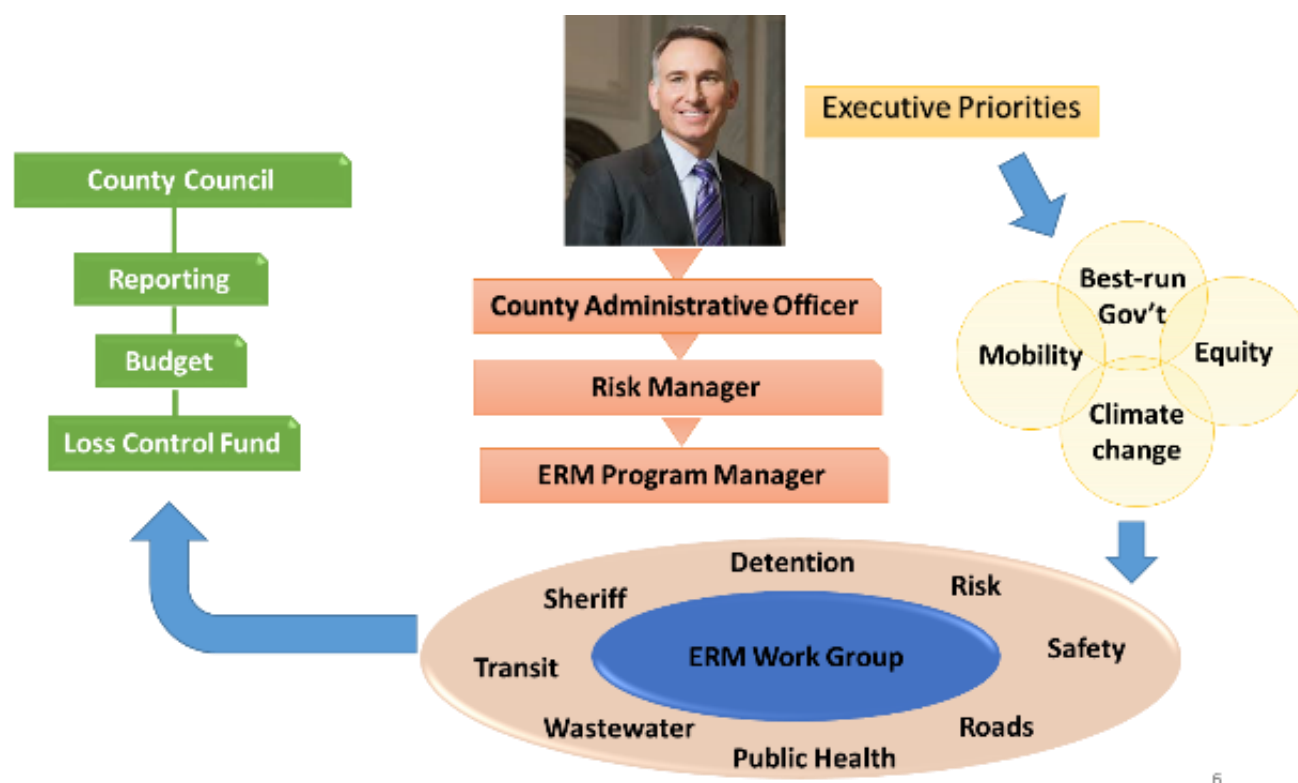 Executive Priorities
County Council
Reporting
Budget
Loss Control Fund
County Administrative Officer
Risk Manager
ERM Program Manager
Best-run
Gov't
Mobility
Equity
Climate
change
Detention
Sheriff
Risk
Transit
ERM Work Group
Safety
Wastewater
Roads
Public Health
6